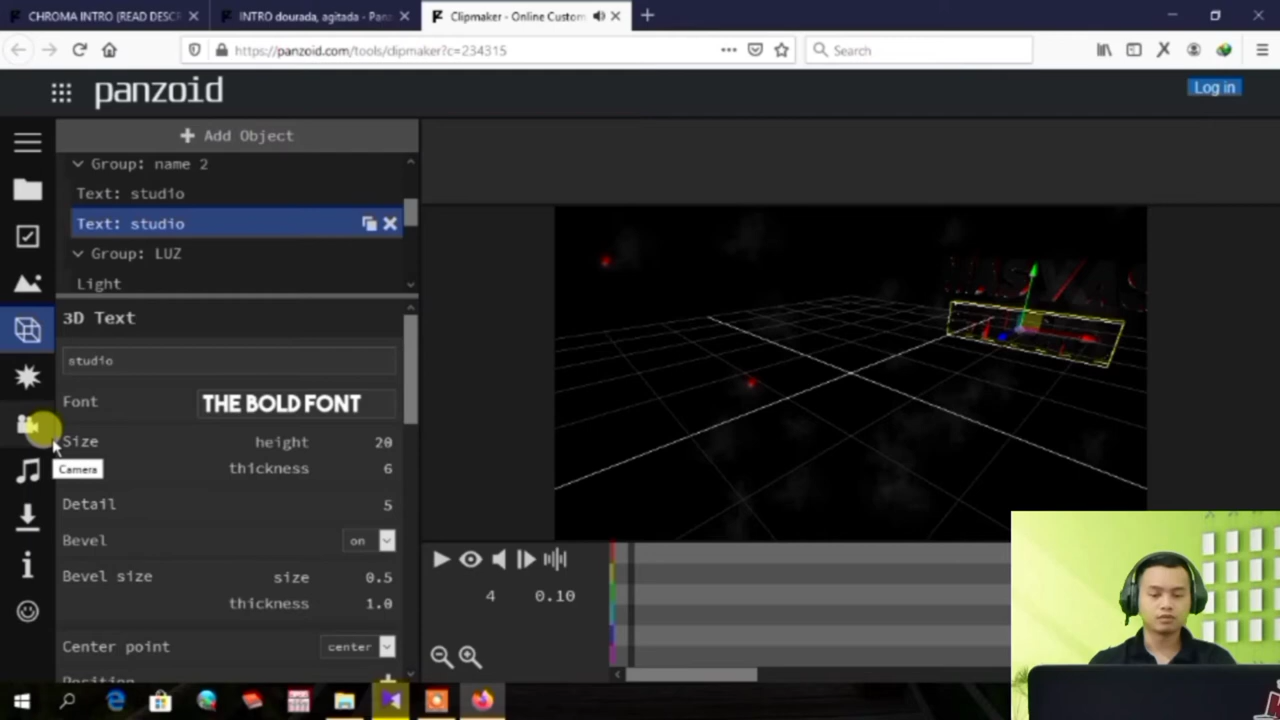 CHROMA INTRO (READ DESCR
INTRO dourada, agitada - Panz
Clipmaker - Online Custom
https://panzoid.com/tools/clipmaker?c=234315
Search
panzoid
Log in
Add Object
Group: name 2
Text: studio
Text: studio
Group: LUZ
Light
3D Text
studio
Font THE BOLD FONT
Size height 20
thickness 6
Camera
Detail 5
Bevel on
Bevel size size 0.5
thickness 1.0
Center point center
Position
4 0.10